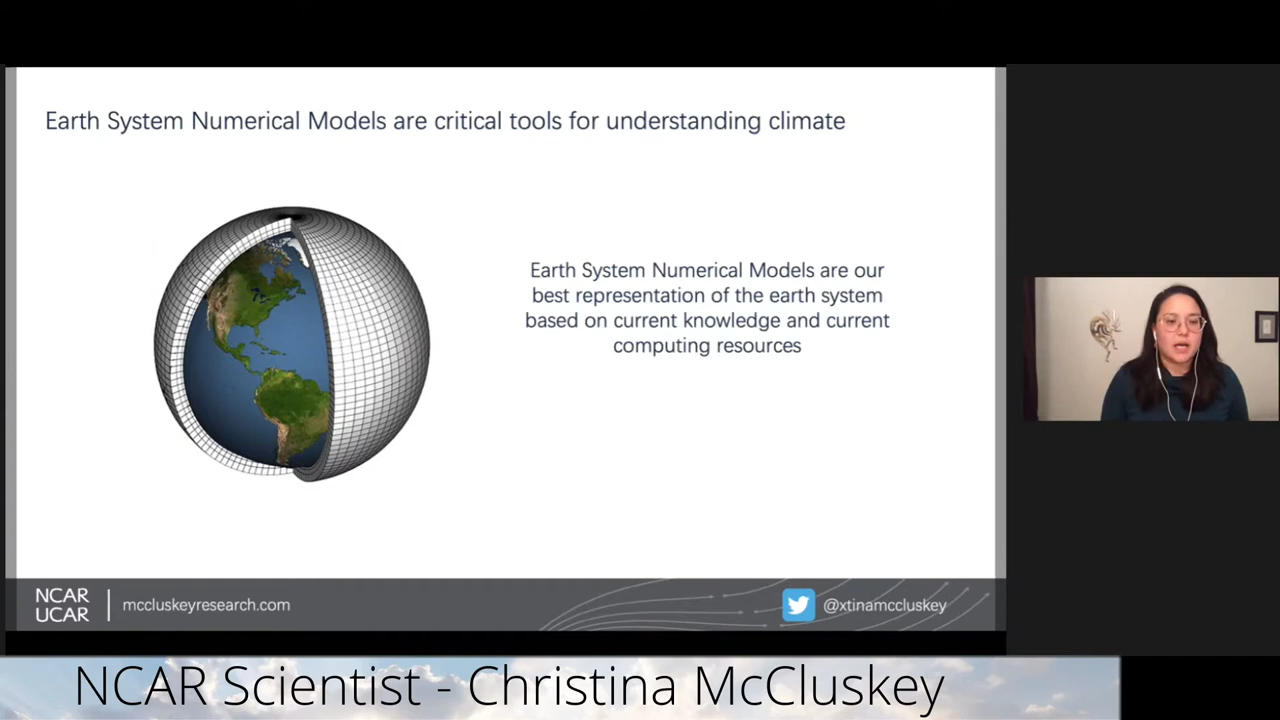 Earth System Numerical Models are critical tools for understanding climate
Earth System Numerical Models are our
best representation of the earth system
based on current knowledge and current
computing resources
NCAR
UCAR
mccluskeyresearch.com
@xtinamccluskey
NCAR Scientist - Christina McCluskey